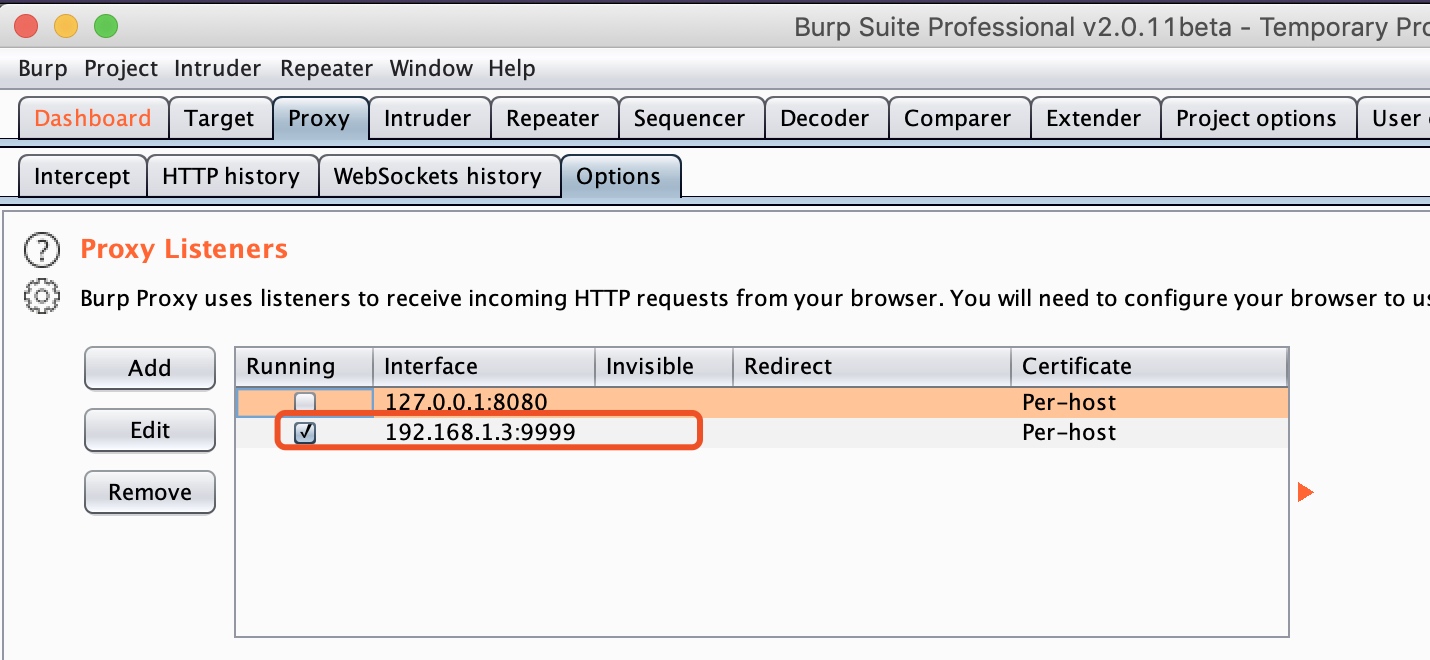 Burp Suite Professional v2.0.11beta - Temporary Pro
Burp Project Intruder Repeater Window Help
Dashboard Target Proxy Intruder Repeater Sequencer Decoder Comparer Extender Project options User
Intercept HTTP history WebSockets history Options
? Proxy Listeners
Burp Proxy uses listeners to receive incoming HTTP requests from your browser. You will need to configure your browser to us
Add
Edit
Remove
Running Interface Invisible Redirect Certificate
127.0.0.1:8080 Per-host
192.168.1.3:9999 Per-host